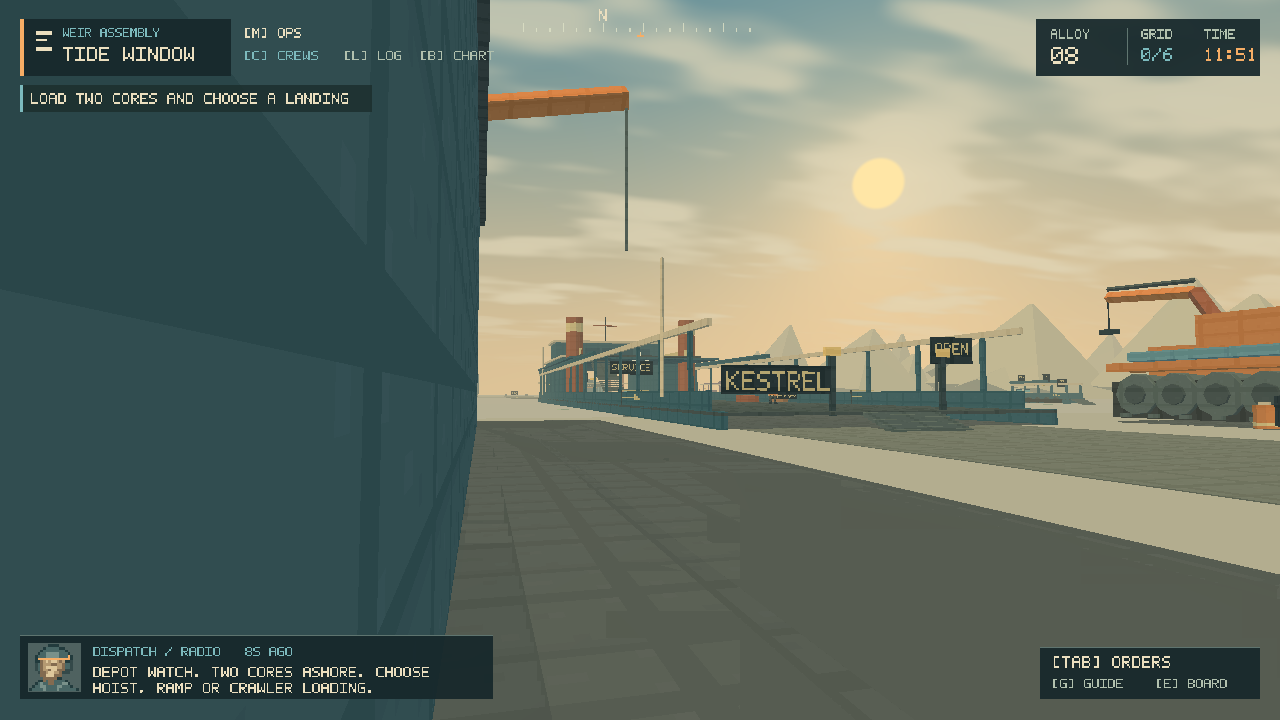 WEIR ASSEMBLY
TIDE WINDOW
[M] OPS
[C] CREWS [L] LOG [B] CHART
LOAD TWO CORES AND CHOOSE A LANDING
N
ALLOY
08
GRID
0/6
TIME
11:51
SERVICE
KESTREL
OPEN
DISPATCH / RADIO 8S AGO
DEPOT WATCH. TWO CORES ASHORE. CHOOSE
HOIST. RAMP OR CRAWLER LOADING.
[TAB] ORDERS
[G] GUIDE [E] BOARD